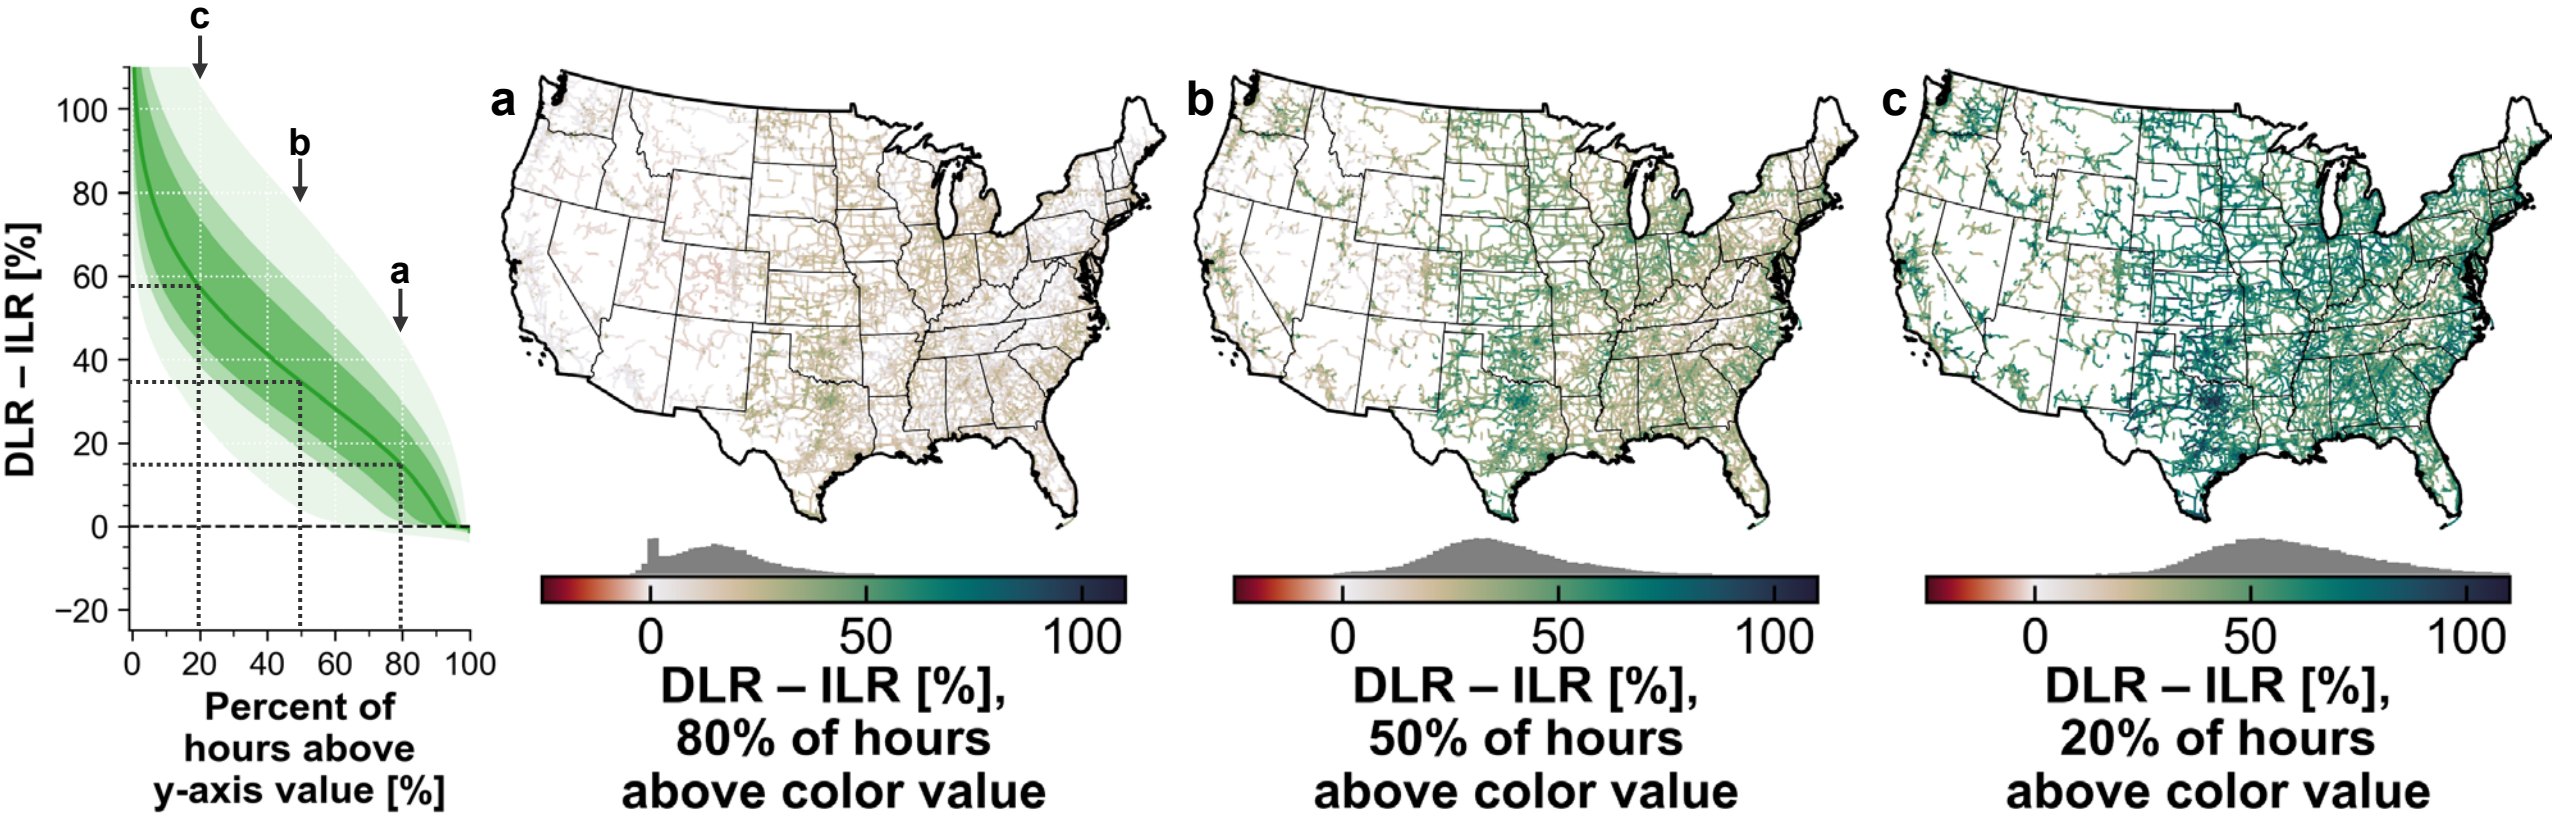 c
b
a
100
80
60
40
20
0
−20
DLR – ILR [%]
0 20 40 60 80 100
Percent of
hours above
y-axis value [%]
a
0 50 100
DLR – ILR [%],
80% of hours
above color value
b
0 50 100
DLR – ILR [%],
50% of hours
above color value
c
0 50 100
DLR – ILR [%],
20% of hours
above color value